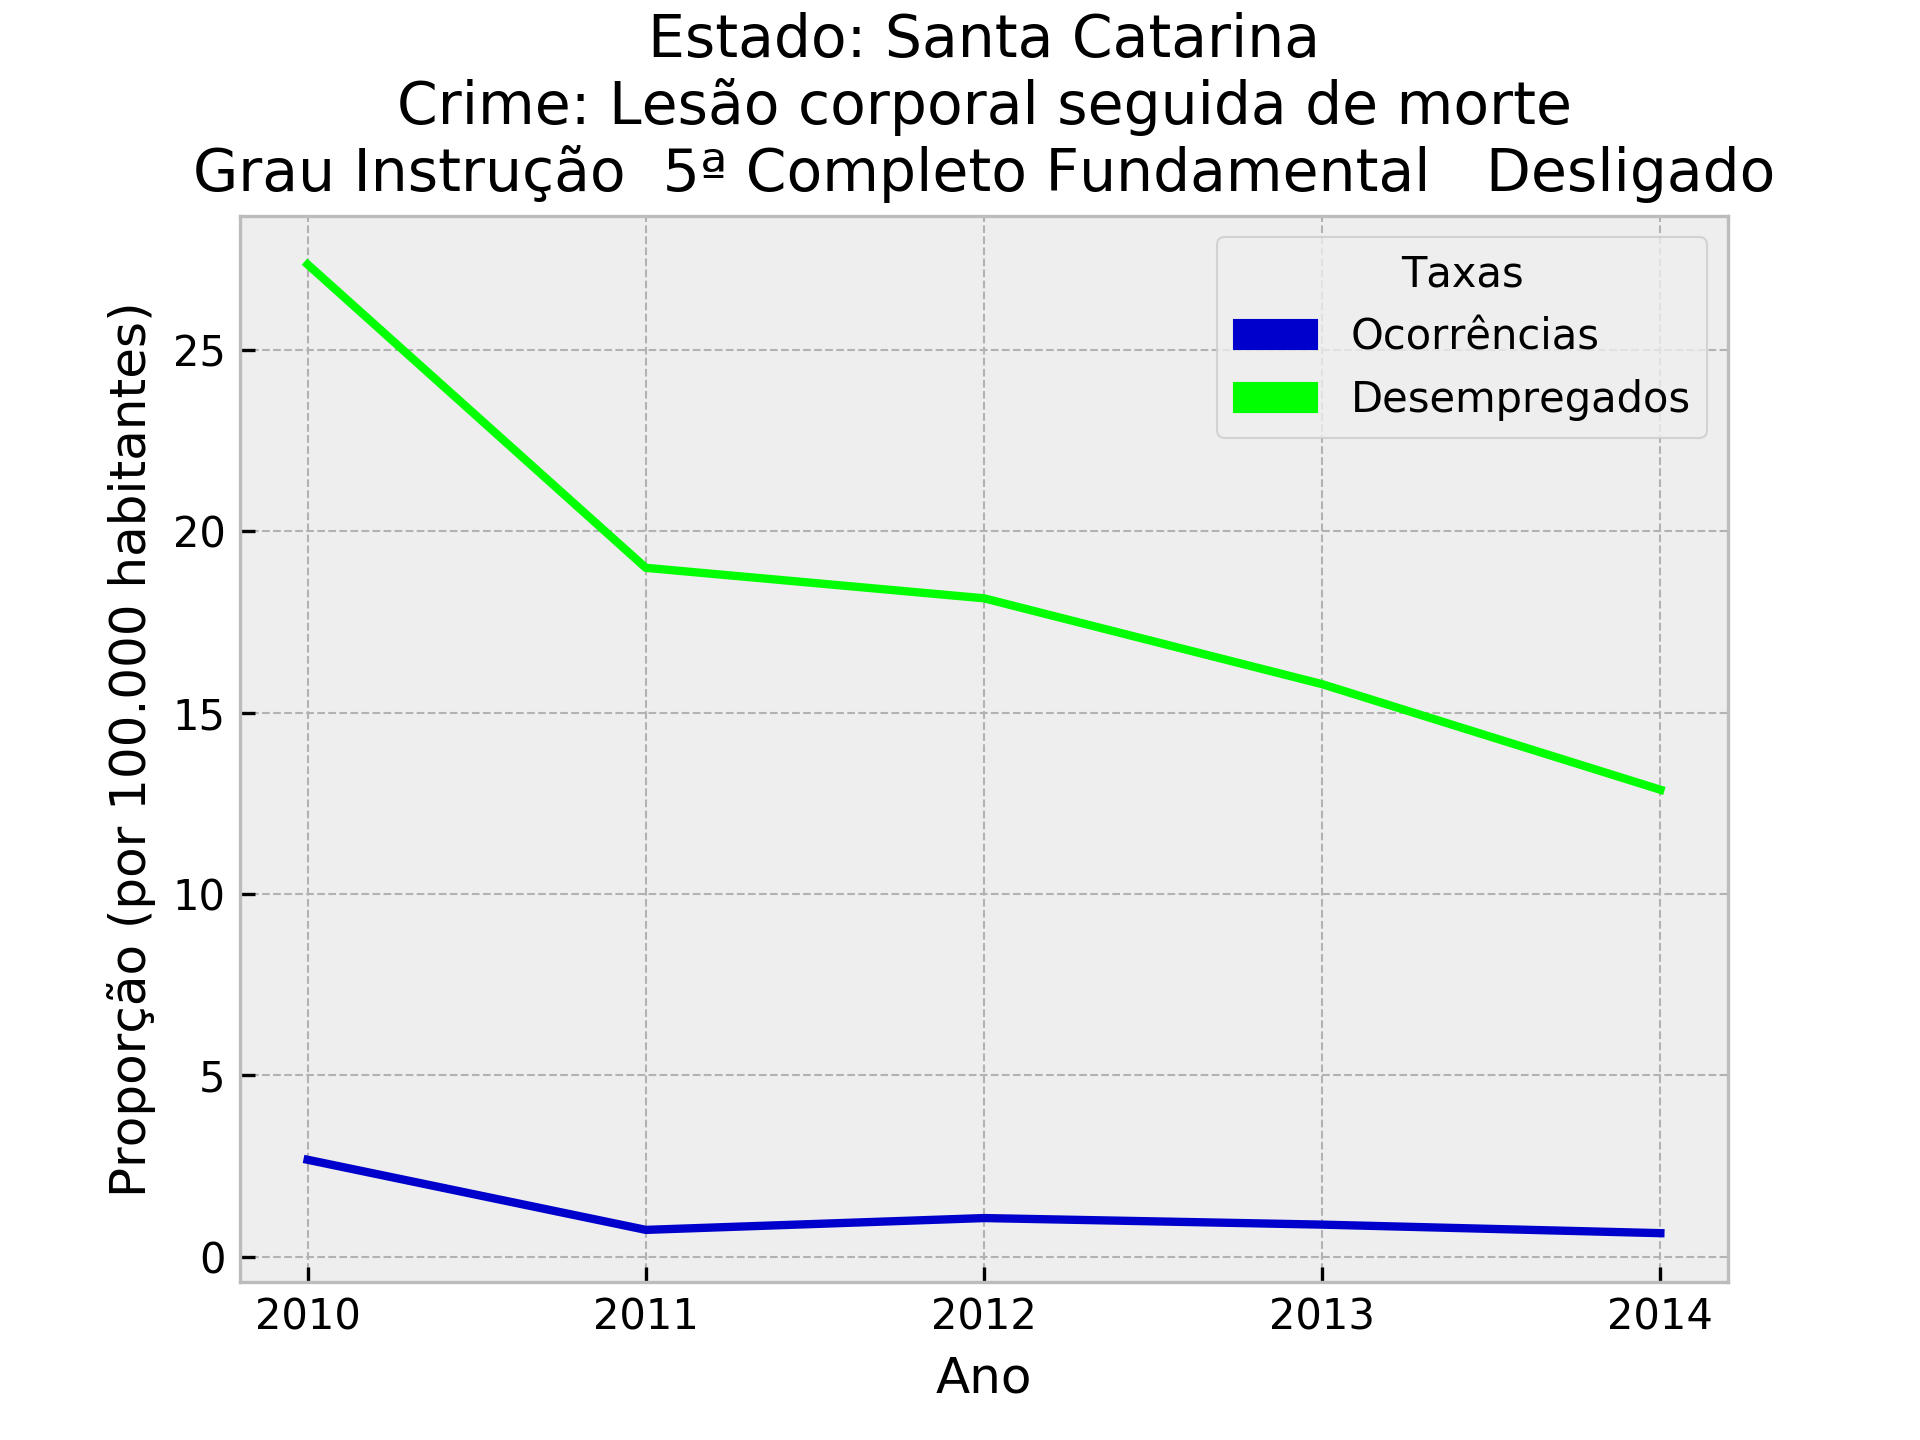 Estado: Santa Catarina
Crime: Lesão corporal seguida de morte
Grau Instrução  5ª Completo Fundamental   Desligado
Taxas
Ocorrências
Desempregados
Proporção (por 100.000 habitantes)
25
20
15
10
5
0
2010
2011
2012
2013
2014
Ano